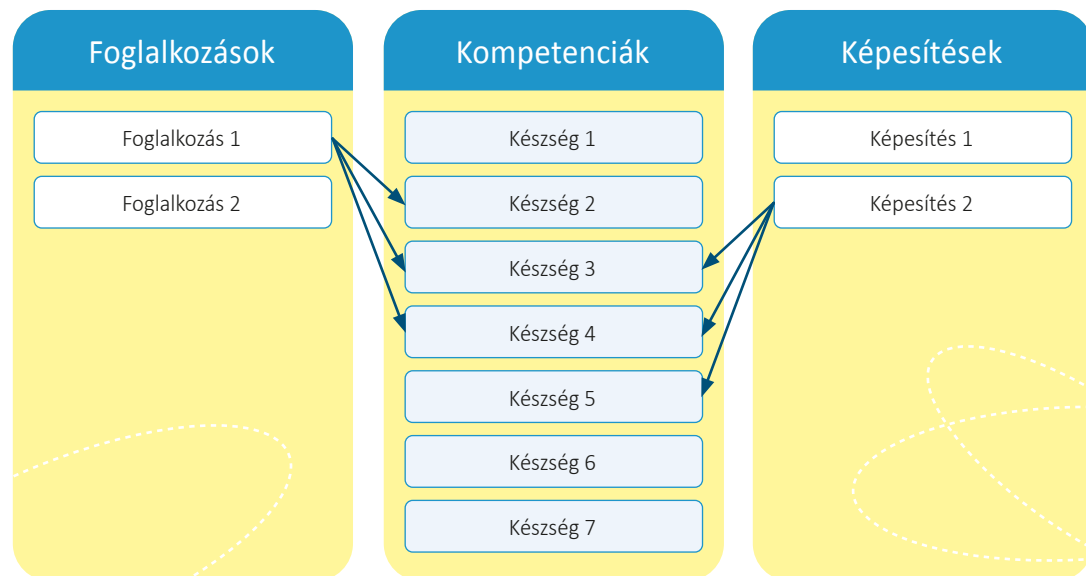 Foglalkozások
Foglalkozás 1
Foglalkozás 2
Kompetenciák
Készség 1
Készség 2
Készség 3
Készség 4
Készség 5
Készség 6
Készség 7
Képesítések
Képesítés 1
Képesítés 2